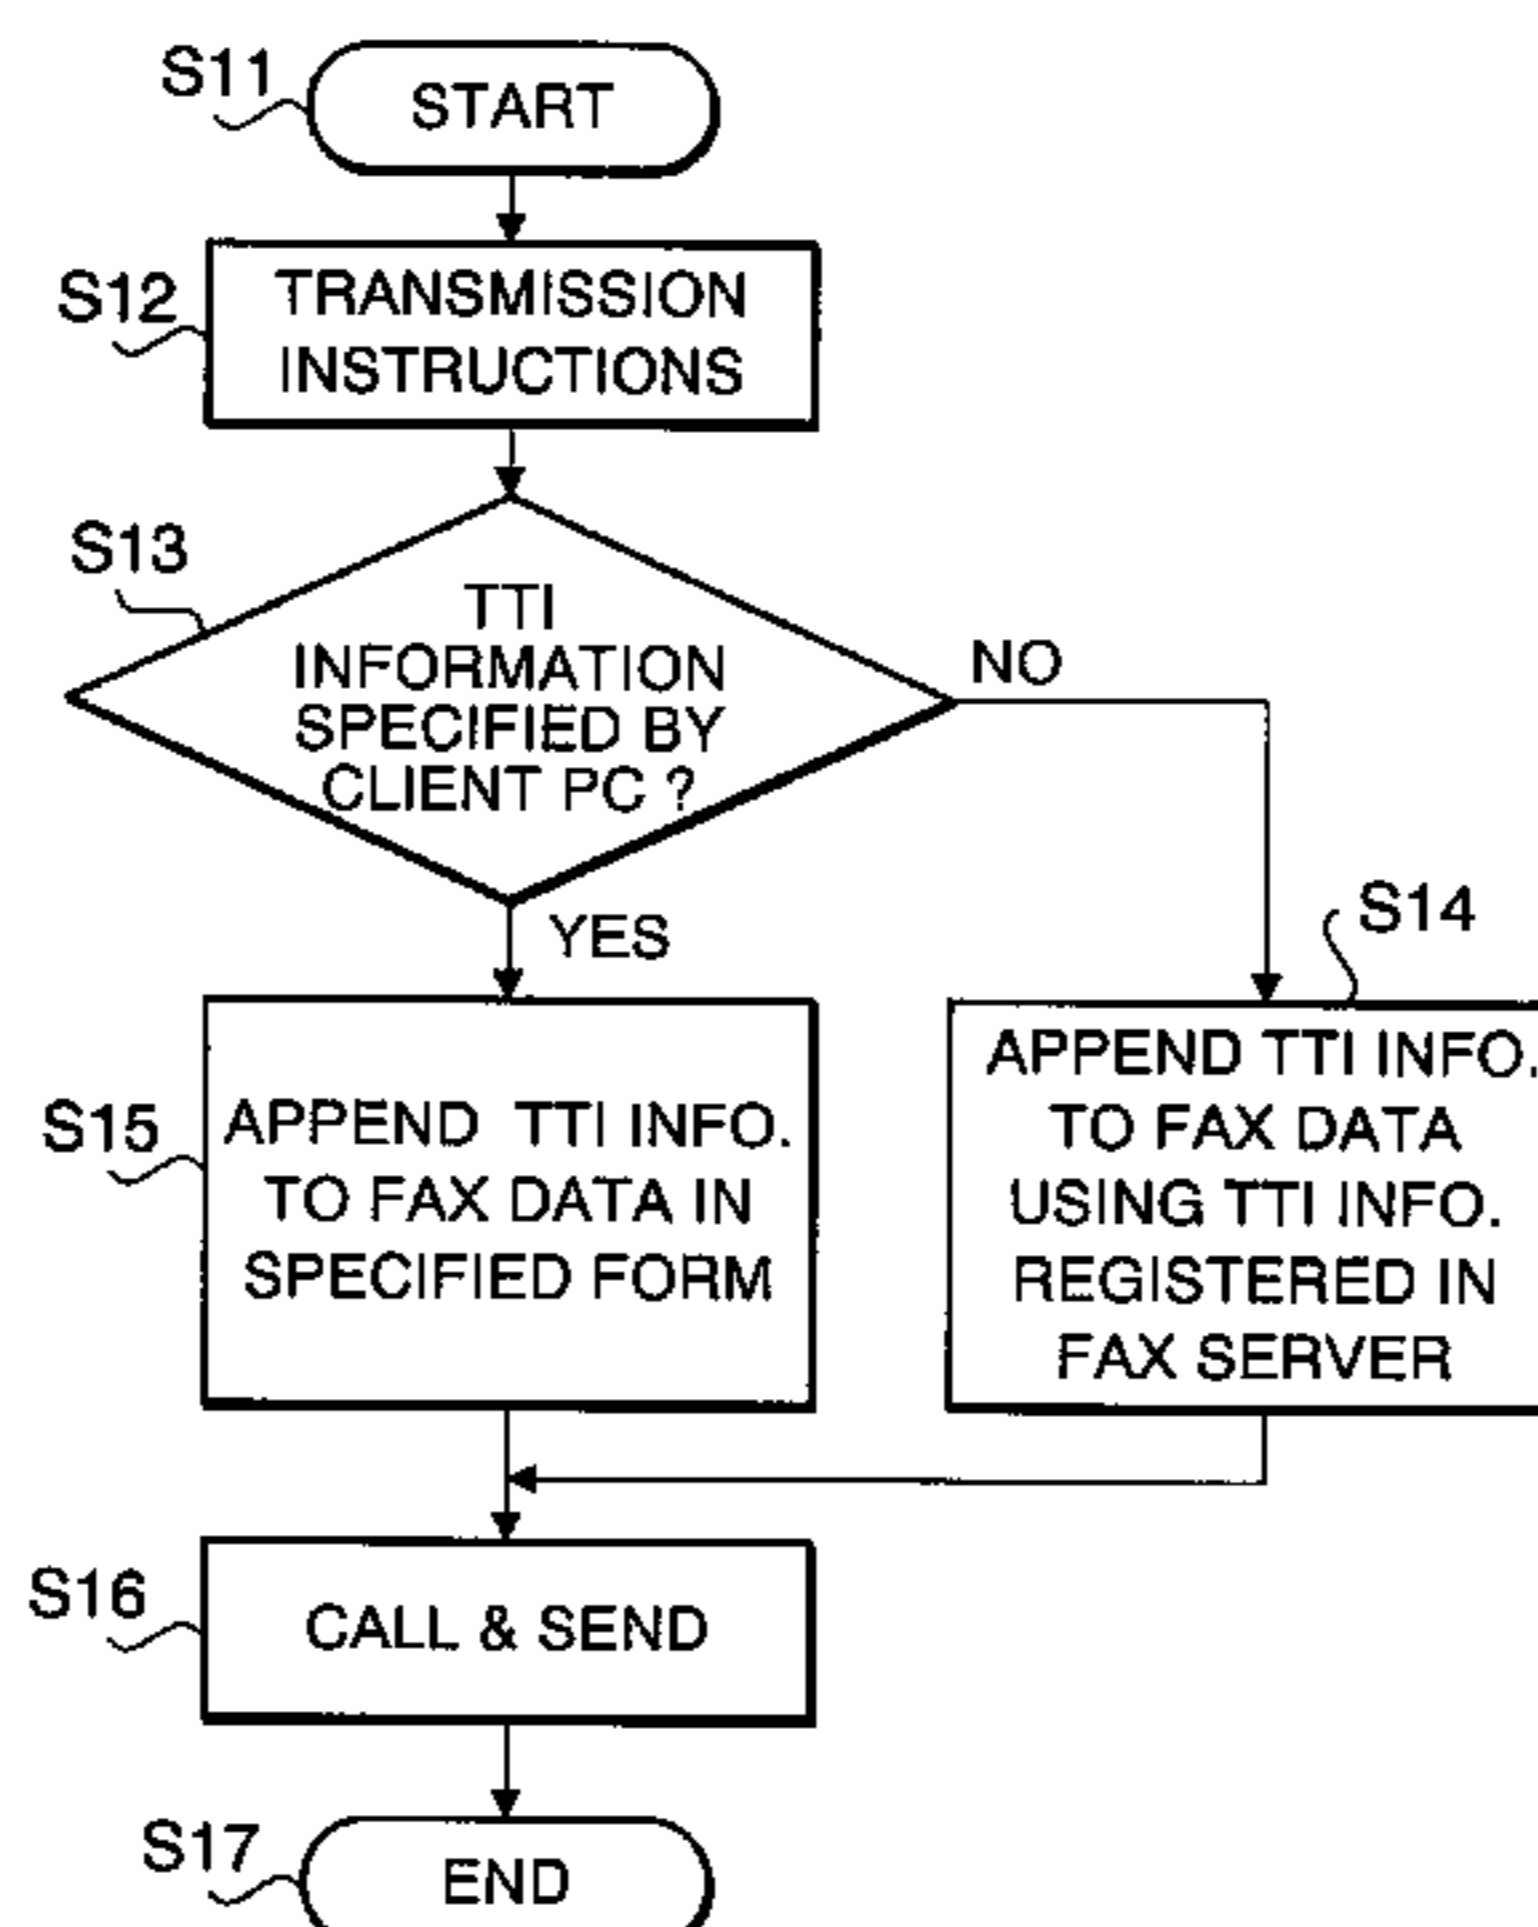 S11
START
S12
TRANSMISSION
INSTRUCTIONS
S13
TTI
INFORMATION
SPECIFIED BY
CLIENT PC ?
NO
YES
S14
APPEND TTI INFO.
TO FAX DATA
USING TTI INFO.
REGISTERED IN
FAX SERVER
S15
APPEND TTI INFO.
TO FAX DATA IN
SPECIFIED FORM
S16
CALL & SEND
S17
END